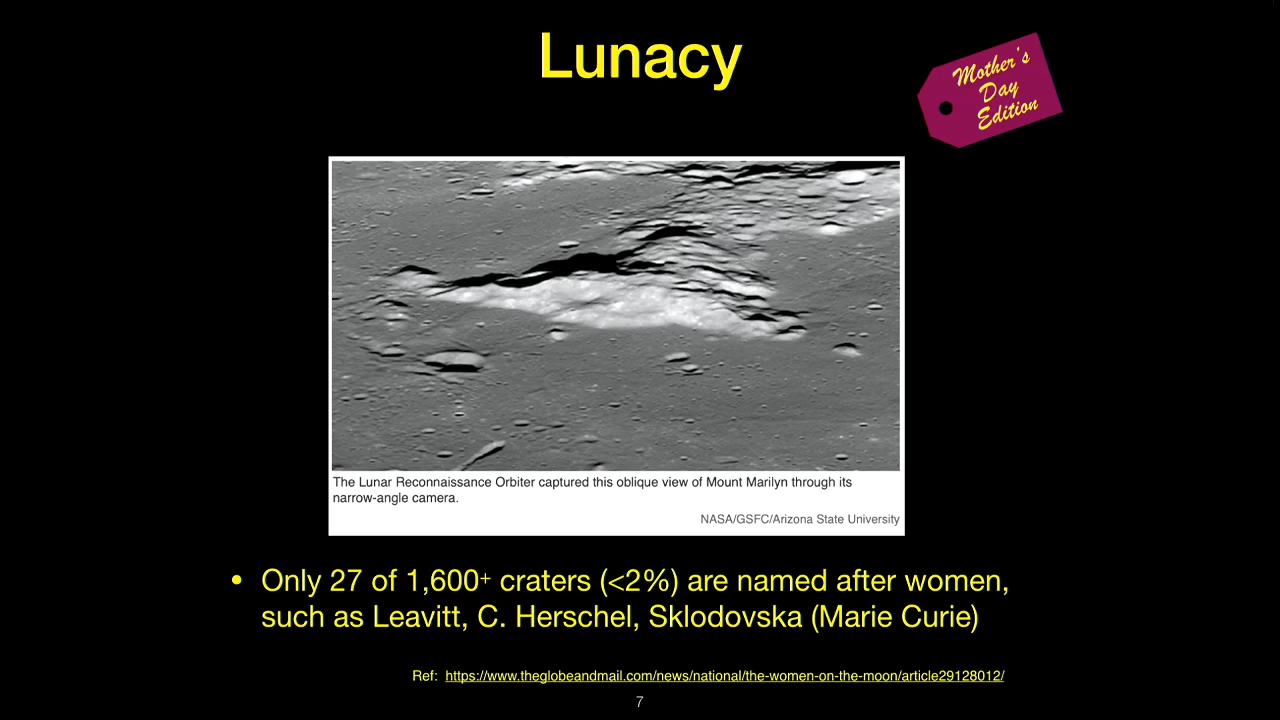 Lunacy
Mother's
Day
Edition
The Lunar Reconnaissance Orbiter captured this oblique view of Mount Marilyn through its
narrow-angle camera.
NASA/GSFC/Arizona State University
• Only 27 of 1,600+ craters (<2%) are named after women,
such as Leavitt, C. Herschel, Sklodovska (Marie Curie)
Ref: https://www.theglobeandmail.com/news/national/the-women-on-the-moon/article29128012/
7